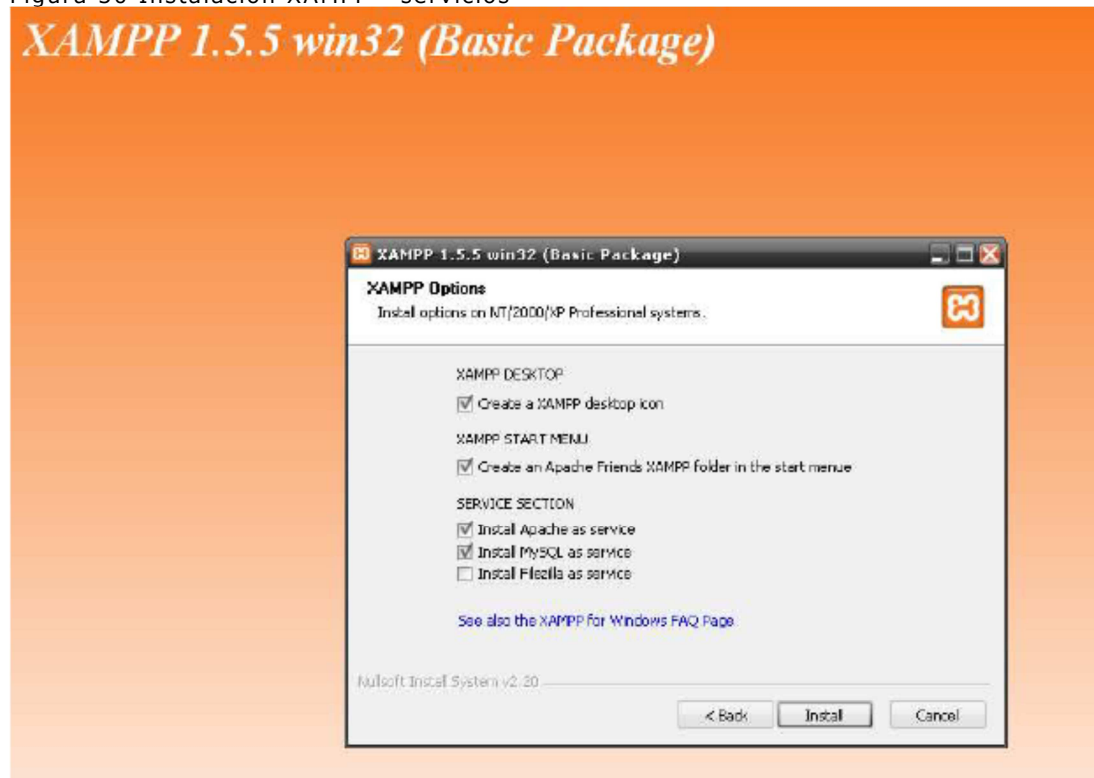 XAMPP 1.5.5 win32 (Basic Package)
XAMPP 1.5.5 win32 (Basic Package)
XAMPP Options
Install options on NT/2000/XP Professional systems.
XAMPP DESKTOP
Create a XAMPP desktop icon
XAMPP START MENU
Create an Apache Friends XAMPP folder in the start menue
SERVICE SECTION
Install Apache as service
Install MySQL as service
Install Filezilla as service
See also the XAMPP for Windows FAQ Page
Nullsoft Install System v2.20
< Back Install Cancel